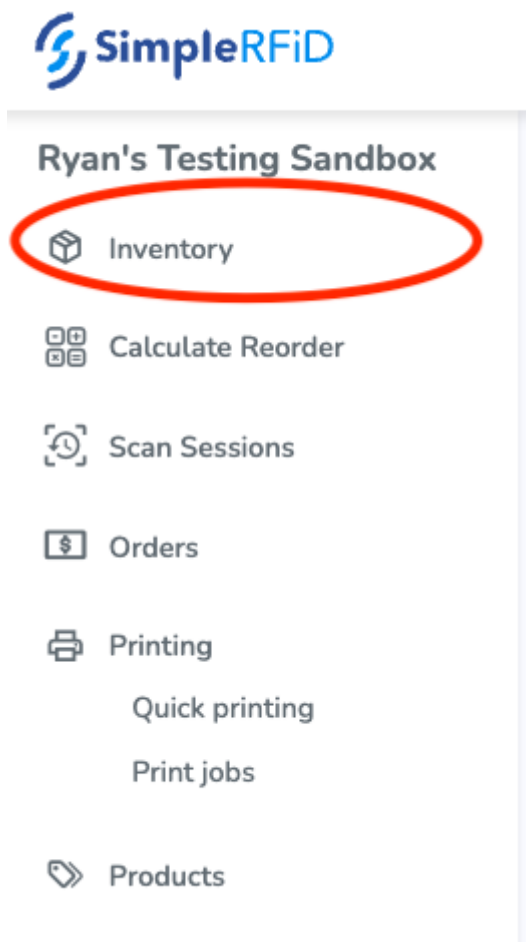 SimpleRFiD
Ryan's Testing Sandbox
Inventory
Calculate Reorder
Scan Sessions
Orders
Printing
Quick printing
Print jobs
Products